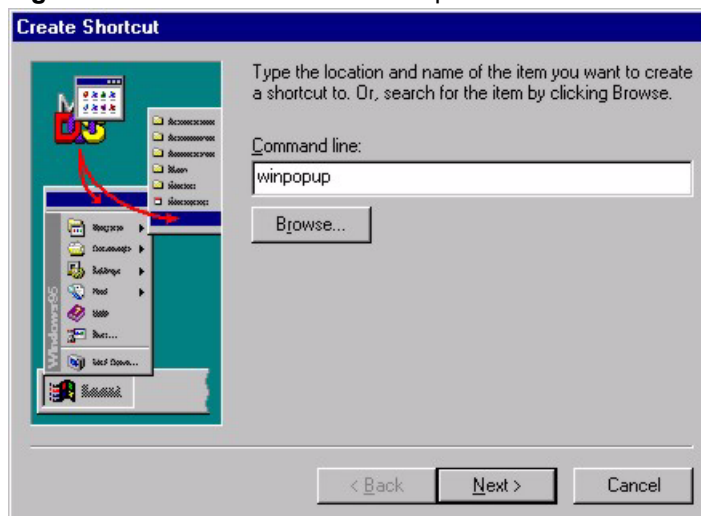 Create Shortcut
Type the location and name of the item you want to create
a shortcut to. Or, search for the item by clicking Browse.
Command line:
winpopup
Browse...
Windows95
< Back
Next >
Cancel